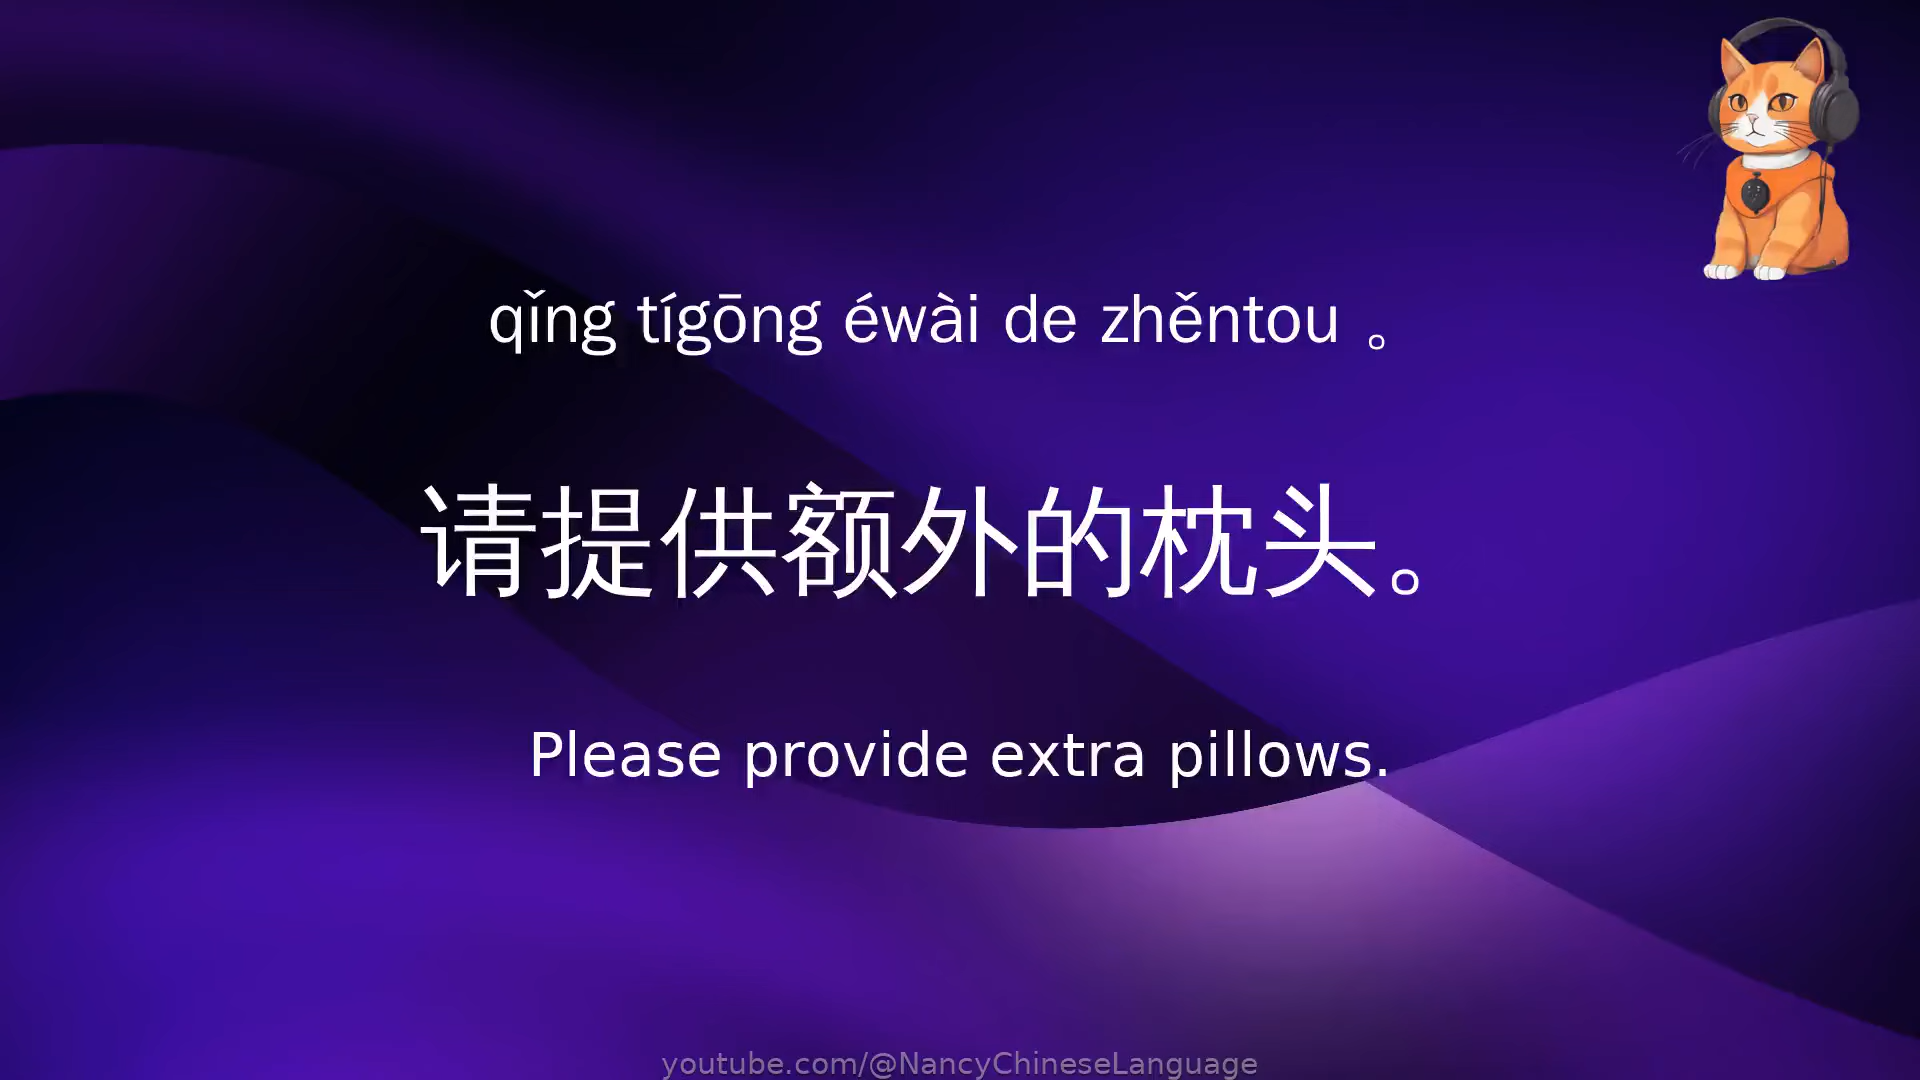 qǐng tígōng éwài de zhěntou 。
请提供额外的枕头。
Please provide extra pillows.
youtube.com/@NancyChineseLanguage